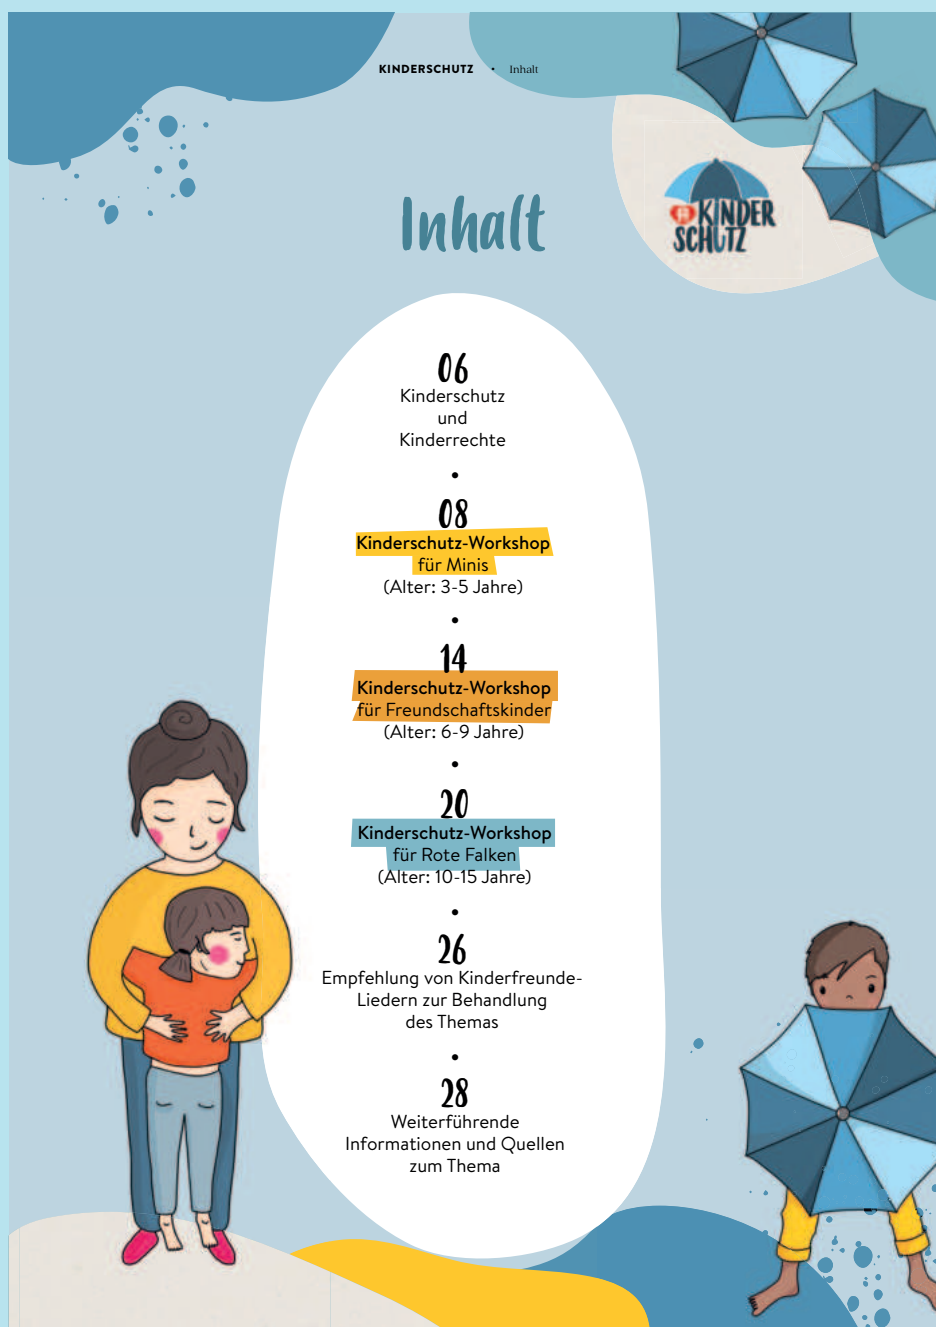 KINDERSCHUTZ • Inhalt
KINDER
SCHUTZ
Inhalt
06
Kinderschutz
und
Kinderrechte
•
08
Kinderschutz-Workshop
für Minis
(Alter: 3-5 Jahre)
•
14
Kinderschutz-Workshop
für Freundschaftskinder
(Alter: 6-9 Jahre)
•
20
Kinderschutz-Workshop
für Rote Falken
(Alter: 10-15 Jahre)
•
26
Empfehlung von Kinderfreunde-
Liedern zur Behandlung
des Themas
•
28
Weiterführende
Informationen und Quellen
zum Thema